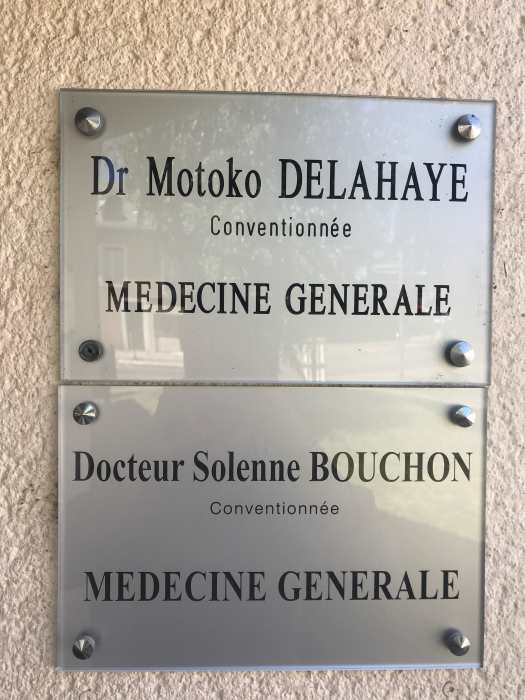 Dr Motoko DELAHAYE
Conventionnée
MEDECINE GENERALE
Docteur Solenne BOUCHON
Conventionnée
MEDECINE GENERALE